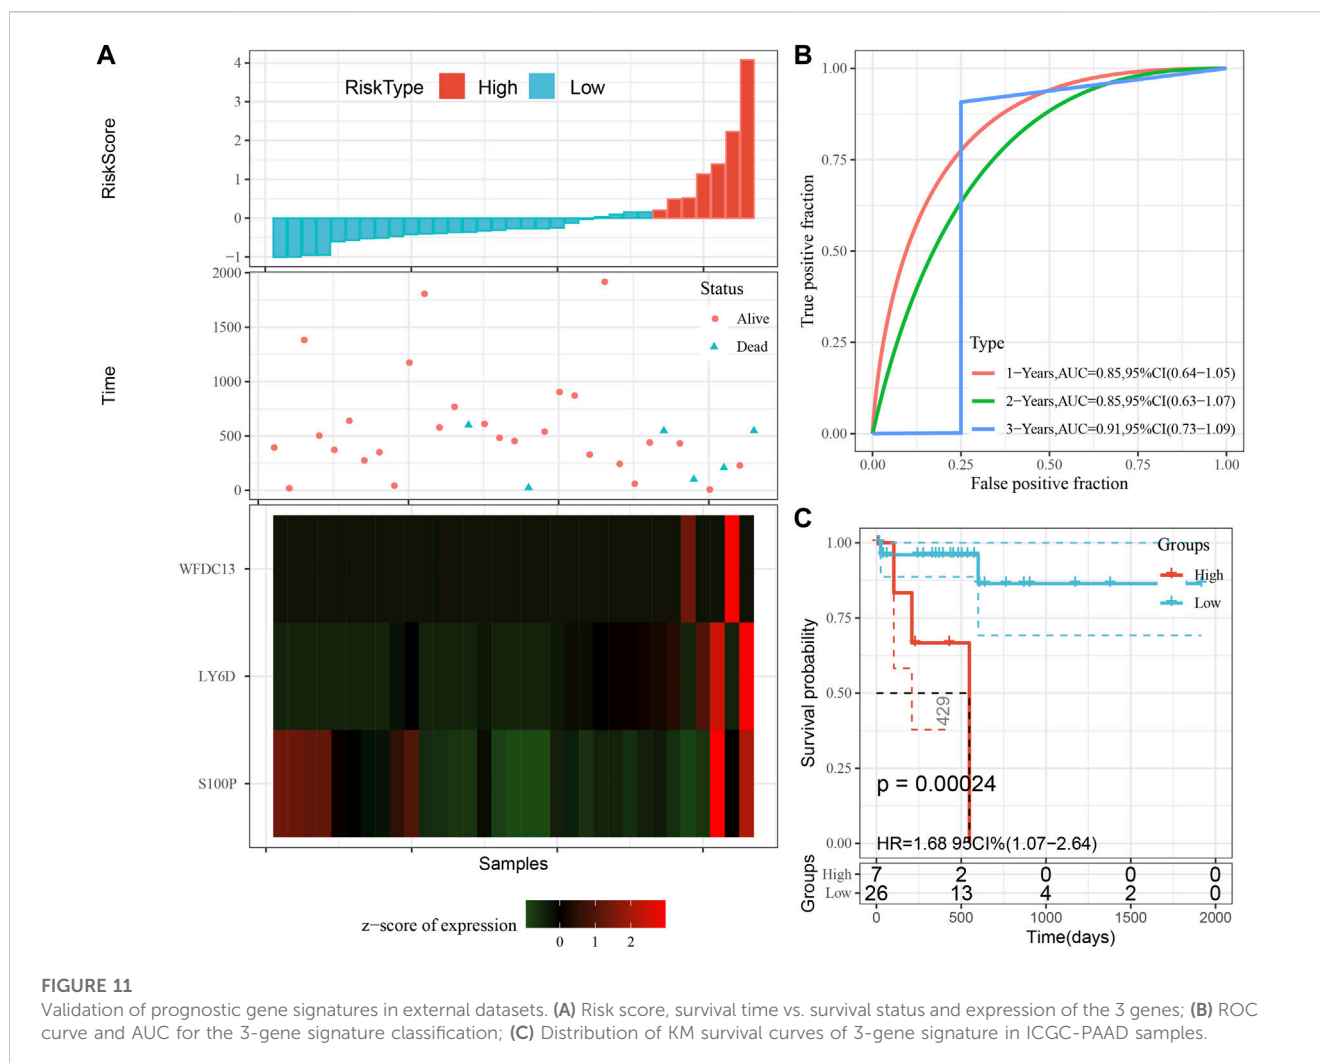 A
4
3
2
1
0
−1
RiskScore
RiskType High Low
2000
1500
1000
500
0
Time
Status
Alive
Dead
WFDC13
LY6D
S100P
Samples
z−score of expression
0 1 2
B
1.00
0.75
0.50
0.25
0.00
True positive fraction
Type
1−Years,AUC=0.85,95%CI(0.64−1.05)
2−Years,AUC=0.85,95%CI(0.63−1.07)
3−Years,AUC=0.91,95%CI(0.73−1.09)
0.00 0.25 0.50 0.75 1.00
False positive fraction
C
1.00
0.75
0.50
0.25
0.00
Survival probability
Groups
High
Low
429
p = 0.00024
HR=1.68 95CI%(1.07−2.64)
Groups
High 7 2 0 0 0
Low 26 13 4 2 0
0 500 1000 1500 2000
Time(days)
FIGURE 11
Validation of prognostic gene signatures in external datasets. (A) Risk score, survival time vs. survival status and expression of the 3 genes; (B) ROC
curve and AUC for the 3-gene signature classification; (C) Distribution of KM survival curves of 3-gene signature in ICGC-PAAD samples.